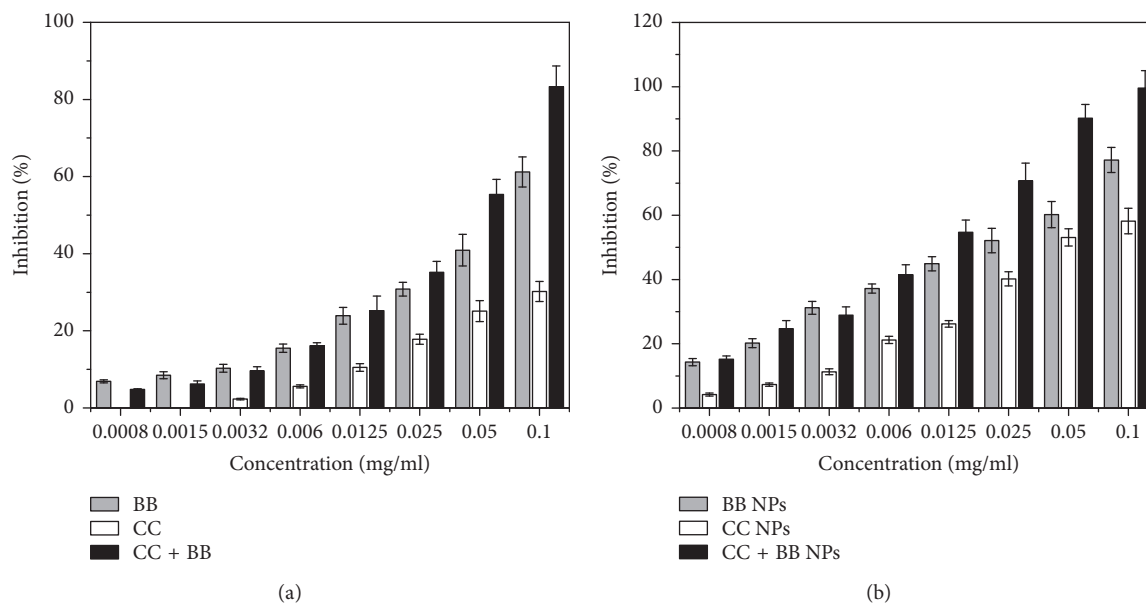 100
80
60
40
20
0
Inhibition (%)
0.0008 0.0015 0.0032 0.006 0.0125 0.025 0.05 0.1
Concentration (mg/ml)
BB
CC
CC + BB
(a)
120
100
80
60
40
20
0
Inhibition (%)
0.0008 0.0015 0.0032 0.006 0.0125 0.025 0.05 0.1
Concentration (mg/ml)
BB NPs
CC NPs
CC + BB NPs
(b)